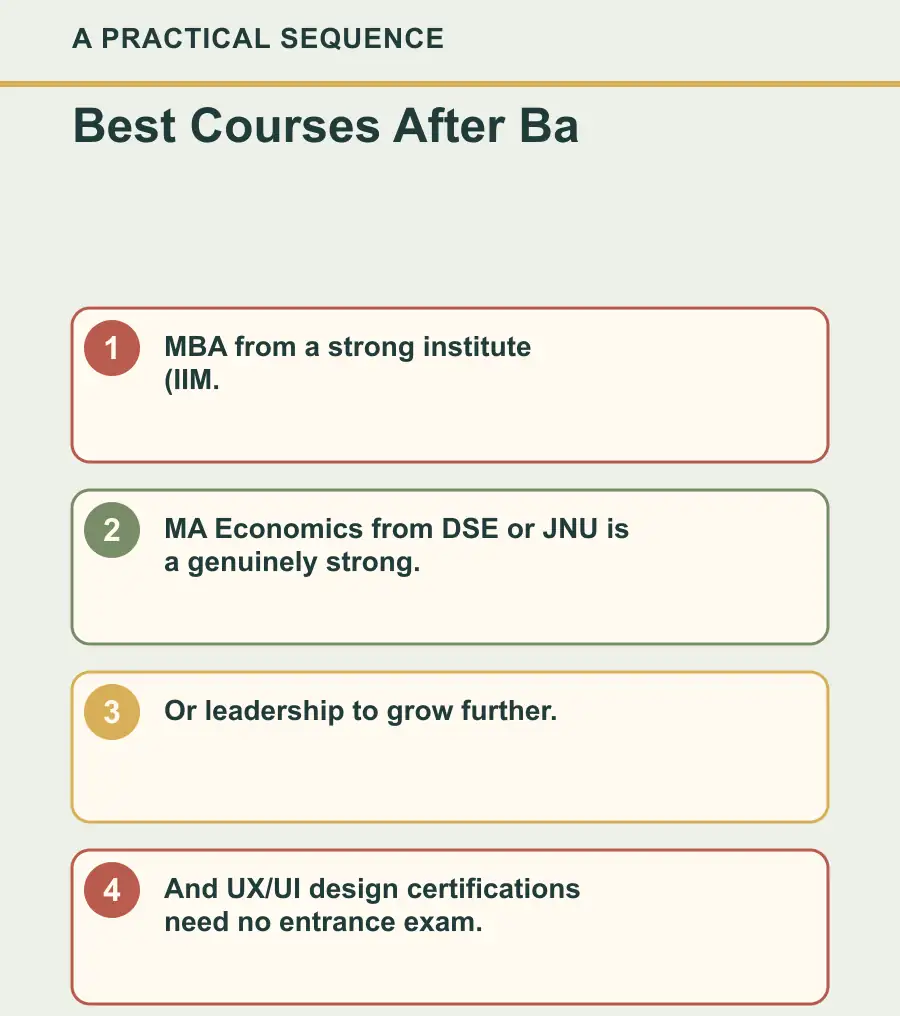 A PRACTICAL SEQUENCE
Best Courses After Ba
1
MBA from a strong institute
(IIM.
2
MA Economics from DSE or JNU is
a genuinely strong.
3
Or leadership to grow further.
4
And UX/UI design certifications
need no entrance exam.